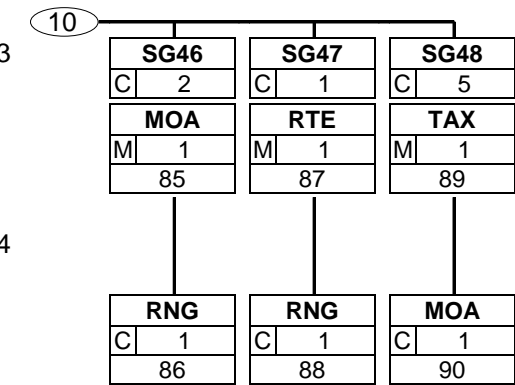 10
3
SG46 SG47 SG48
C 2 C 1 C 5
MOA RTE TAX
M 1 M 1 M 1
85 87 89
4
RNG RNG MOA
C 1 C 1 C 1
86 88 90